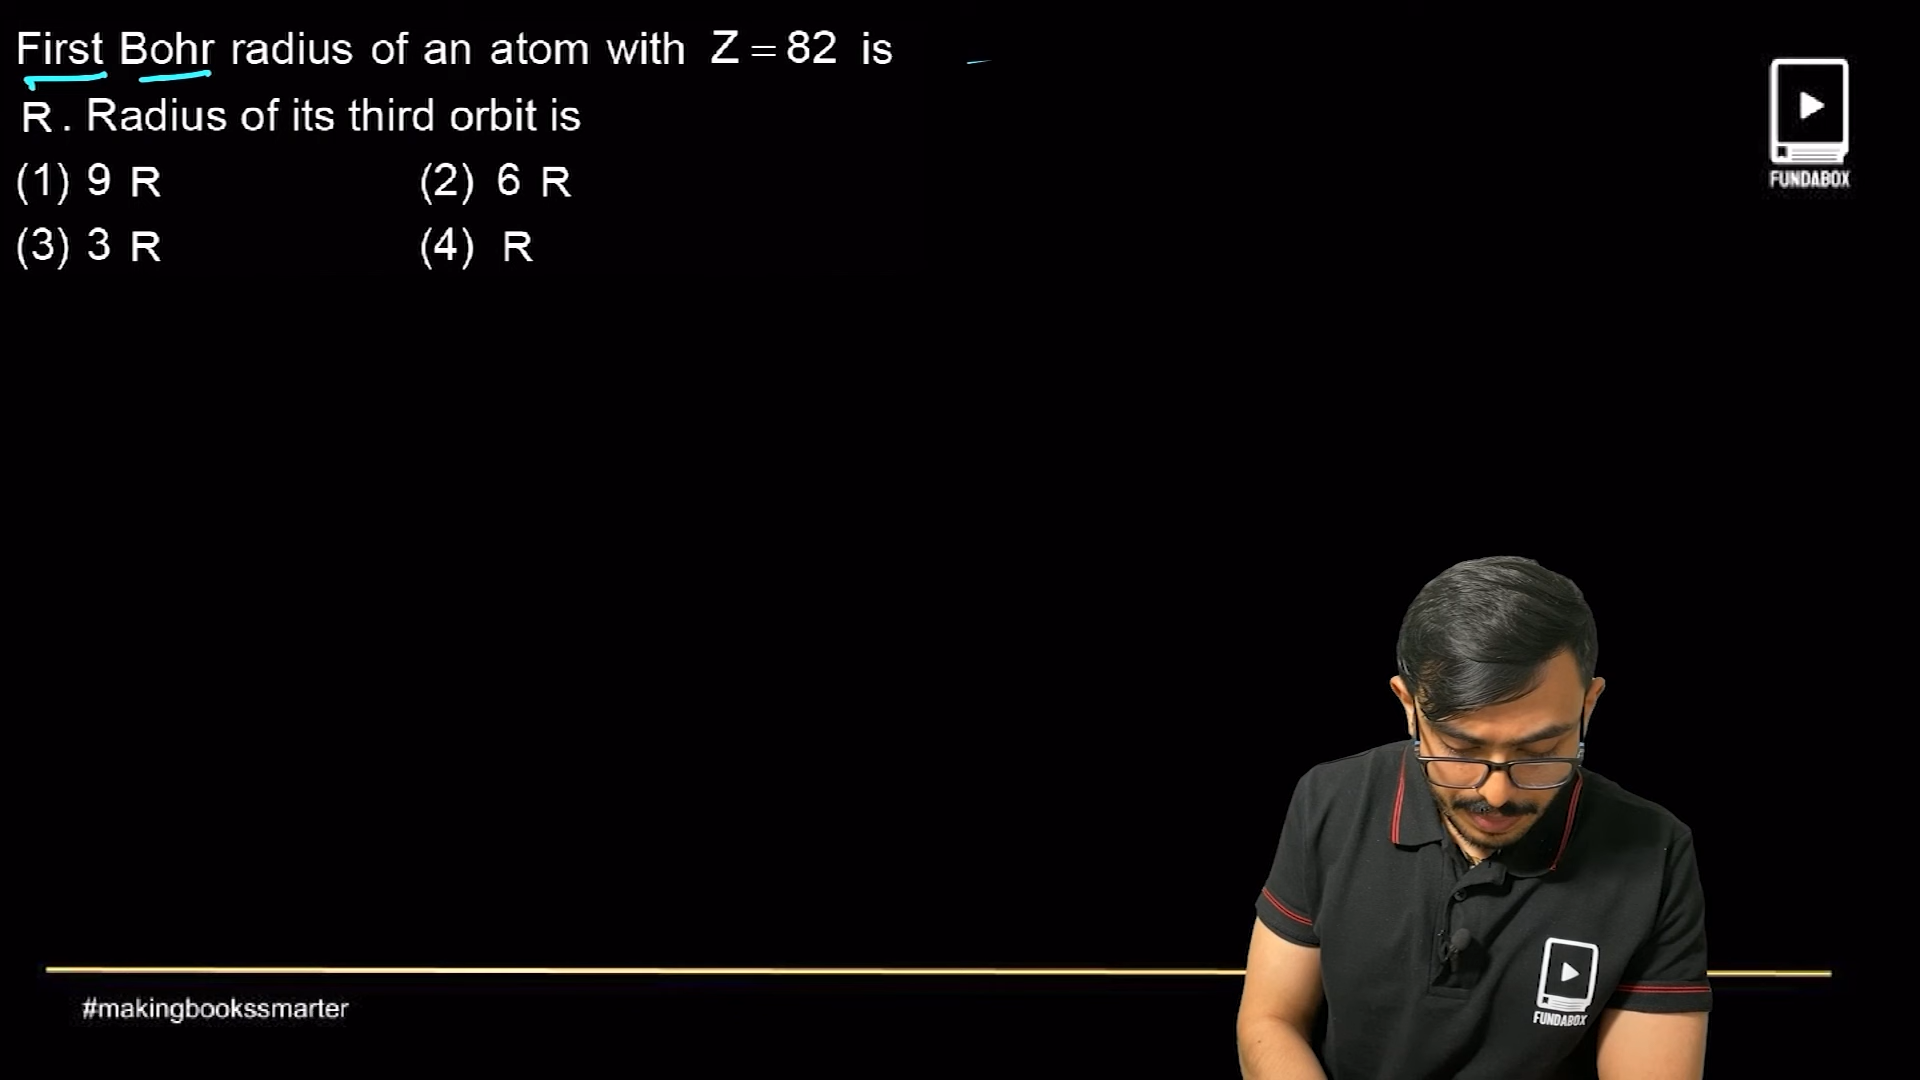 First Bohr radius of an atom with Z = 82 is
R. Radius of its third orbit is
(1) 9 R (2) 6 R
(3) 3 R (4) R
FUNDABOX
FUNDABOX
#makingbookssmarter